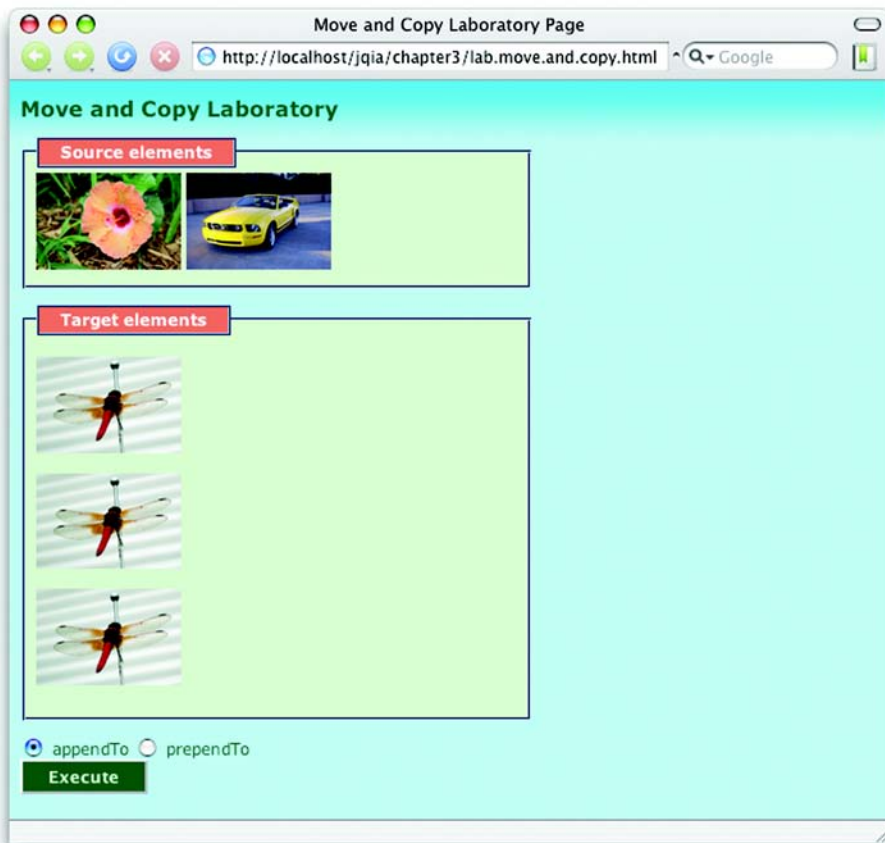 Move and Copy Laboratory Page
http://localhost/jqia/chapter3/lab.move.and.copy.html
Google
Move and Copy Laboratory
Source elements
Target elements
appendTo prependTo
Execute